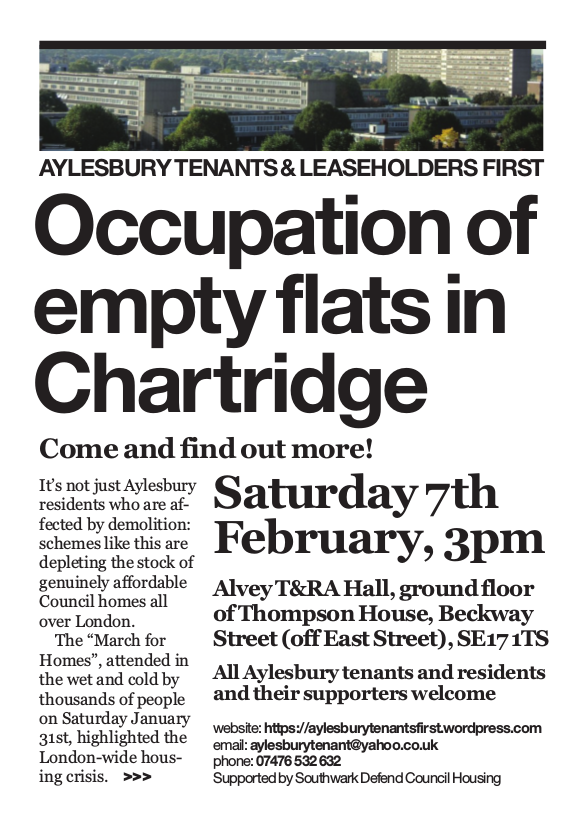 AYLESBURY TENANTS & LEASEHOLDERS FIRST
Occupation of
empty flats in
Chartridge
Come and find out more!
It's not just Aylesbury
residents who are af-
fected by demolition:
schemes like this are
depleting the stock of
genuinely affordable
Council homes all
over London.
The “March for
Homes”, attended in
the wet and cold by
thousands of people
on Saturday January
31st, highlighted the
London-wide hous-
ing crisis. >>>
Saturday 7th
February, 3pm
Alvey T&RA Hall, ground floor
of Thompson House, Beckway
Street (off East Street), SE17 1TS
All Aylesbury tenants and residents
and their supporters welcome
website: https://aylesburytenantsfirst.wordpress.com
email: aylesburytenant@yahoo.co.uk
phone: 07476 532 632
Supported by Southwark Defend Council Housing